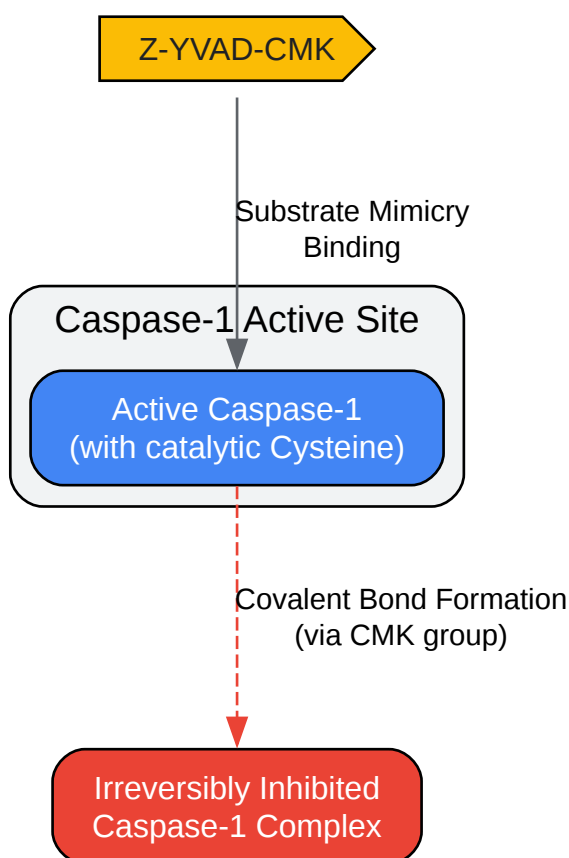 Z-YVAD-CMK
Substrate Mimicry
Binding
Caspase-1 Active Site
Active Caspase-1
(with catalytic Cysteine)
Covalent Bond Formation
(via CMK group)
Irreversibly Inhibited
Caspase-1 Complex